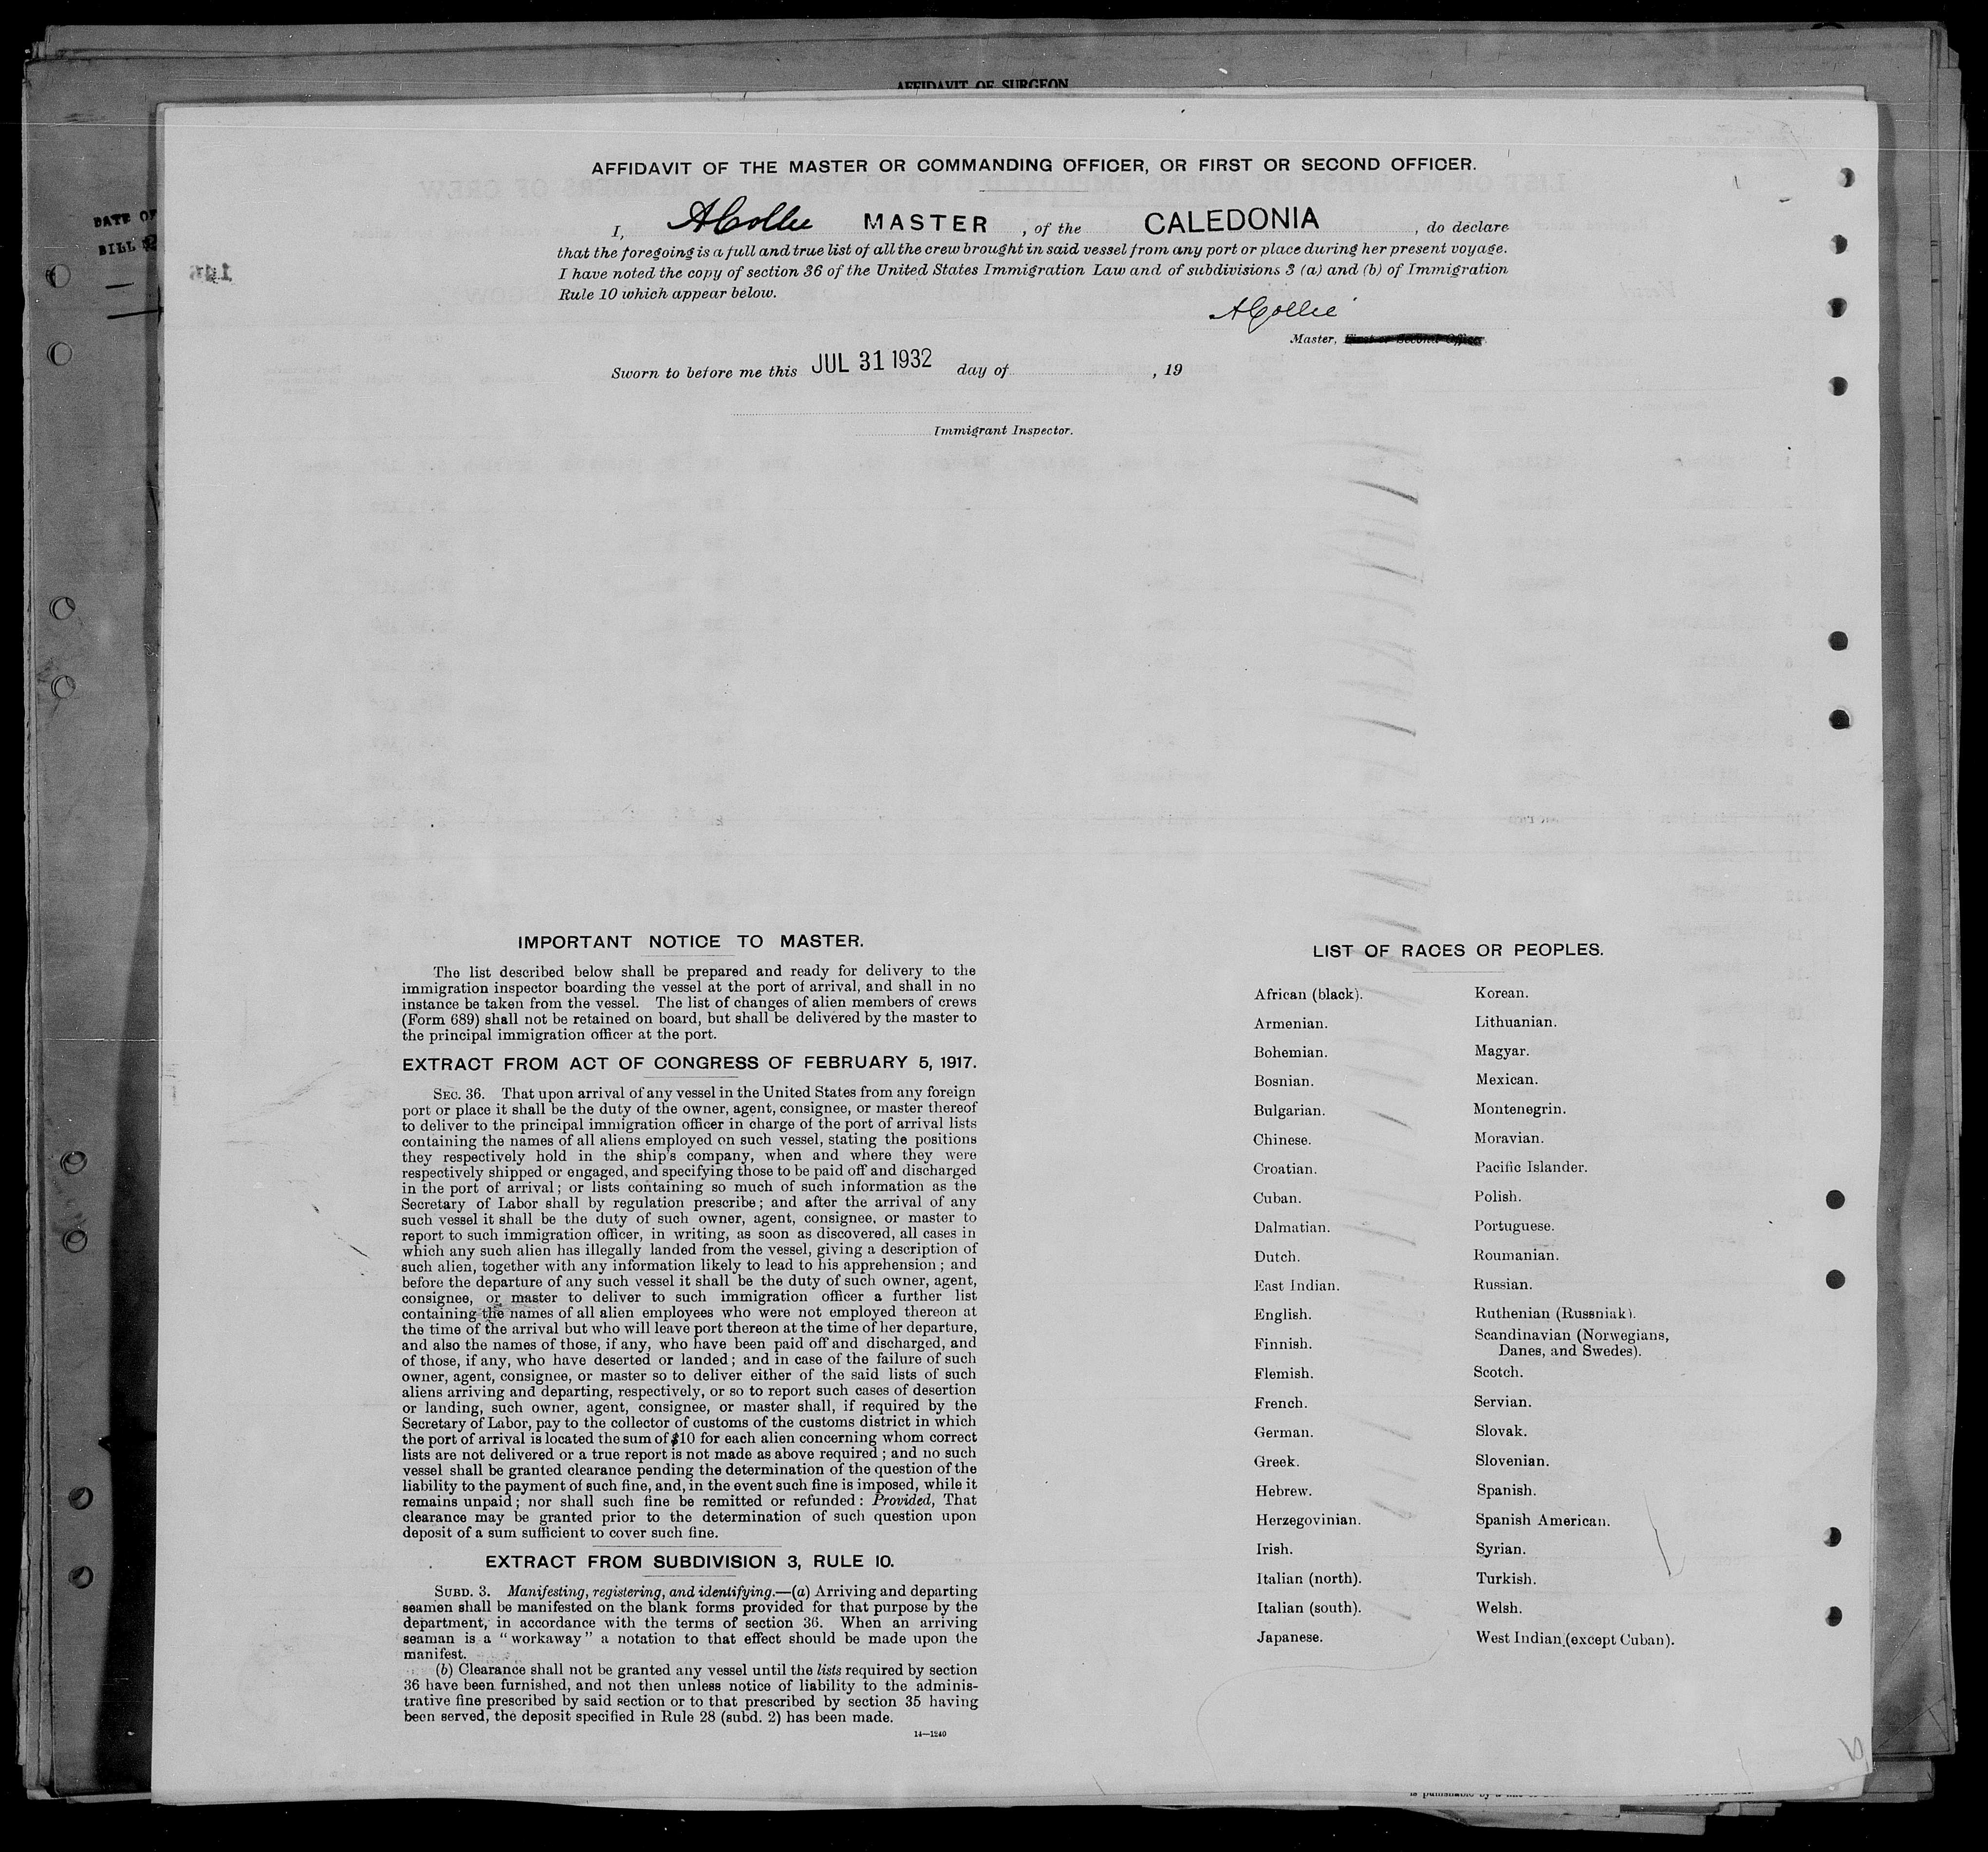 AFFIDAVIT OF SURGEON
AFFIDAVIT OF THE MASTER OR COMMANDING OFFICER, OR FIRST OR SECOND OFFICER.
I, A Collie MASTER, of the CALEDONIA, do declare
that the foregoing is a full and true list of all the crew brought in said vessel from any port or place during her present voyage.
I have noted the copy of section 36 of the United States Immigration Law and of subdivisions 3 (a) and (b) of Immigration
Rule 10 which appear below.
A Collie
Master, First or Second Officer.
Sworn to before me this JUL 31 1932 day of , 19
Immigrant Inspector.
DATE OF
BILL
IMPORTANT NOTICE TO MASTER.
The list described below shall be prepared and ready for delivery to the
immigration inspector boarding the vessel at the port of arrival, and shall in no
instance be taken from the vessel. The list of changes of alien members of crews
(Form 689) shall not be retained on board, but shall be delivered by the master to
the principal immigration officer at the port.
EXTRACT FROM ACT OF CONGRESS OF FEBRUARY 5, 1917.
SEC. 36. That upon arrival of any vessel in the United States from any foreign
port or place it shall be the duty of the owner, agent, consignee, or master thereof
to deliver to the principal immigration officer in charge of the port of arrival lists
containing the names of all aliens employed on such vessel, stating the positions
they respectively hold in the ship's company, when and where they were
respectively shipped or engaged, and specifying those to be paid off and discharged
in the port of arrival; or lists containing so much of such information as the
Secretary of Labor shall by regulation prescribe; and after the arrival of any
such vessel it shall be the duty of such owner, agent, consignee, or master to
report to such immigration officer, in writing, as soon as discovered, all cases in
which any such alien has illegally landed from the vessel, giving a description of
such alien, together with any information likely to lead to his apprehension; and
before the departure of any such vessel it shall be the duty of such owner, agent,
consignee, or master to deliver to such immigration officer a further list
containing the names of all alien employees who were not employed thereon at
the time of the arrival but who will leave port thereon at the time of her departure,
and also the names of those, if any, who have been paid off and discharged, and
of those, if any, who have deserted or landed; and in case of the failure of such
owner, agent, consignee, or master so to deliver either of the said lists of such
aliens arriving and departing, respectively, or so to report such cases of desertion
or landing, such owner, agent, consignee, or master shall, if required by the
Secretary of Labor, pay to the collector of customs of the customs district in which
the port of arrival is located the sum of $10 for each alien concerning whom correct
lists are not delivered or a true report is not made as above required; and no such
vessel shall be granted clearance pending the determination of the question of the
liability to the payment of such fine, and, in the event such fine is imposed, while it
remains unpaid; nor shall such fine be remitted or refunded: Provided, That
clearance may be granted prior to the determination of such question upon
deposit of a sum sufficient to cover such fine.
EXTRACT FROM SUBDIVISION 3, RULE 10.
SUBD. 3. Manifesting, registering, and identifying.—(a) Arriving and departing
seamen shall be manifested on the blank forms provided for that purpose by the
department, in accordance with the terms of section 36. When an arriving
seaman is a "workaway" a notation to that effect should be made upon the
manifest.
(b) Clearance shall not be granted any vessel until the lists required by section
36 have been furnished, and not then unless notice of liability to the adminis-
trative fine prescribed by said section or to that prescribed by section 35 having
been served, the deposit specified in Rule 28 (subd. 2) has been made.
14—1240
LIST OF RACES OR PEOPLES.
African (black).
Armenian.
Bohemian.
Bosnian.
Bulgarian.
Chinese.
Croatian.
Cuban.
Dalmatian.
Dutch.
East Indian.
English.
Finnish.
Flemish.
French.
German.
Greek.
Hebrew.
Herzegovinian.
Irish.
Italian (north).
Italian (south).
Japanese.
Korean.
Lithuanian.
Magyar.
Mexican.
Montenegrin.
Moravian.
Pacific Islander.
Polish.
Portuguese.
Roumanian.
Russian.
Ruthenian (Russniak).
Scandinavian (Norwegians,
Danes, and Swedes).
Scotch.
Servian.
Slovak.
Slovenian.
Spanish.
Spanish American.
Syrian.
Turkish.
Welsh.
West Indian (except Cuban).